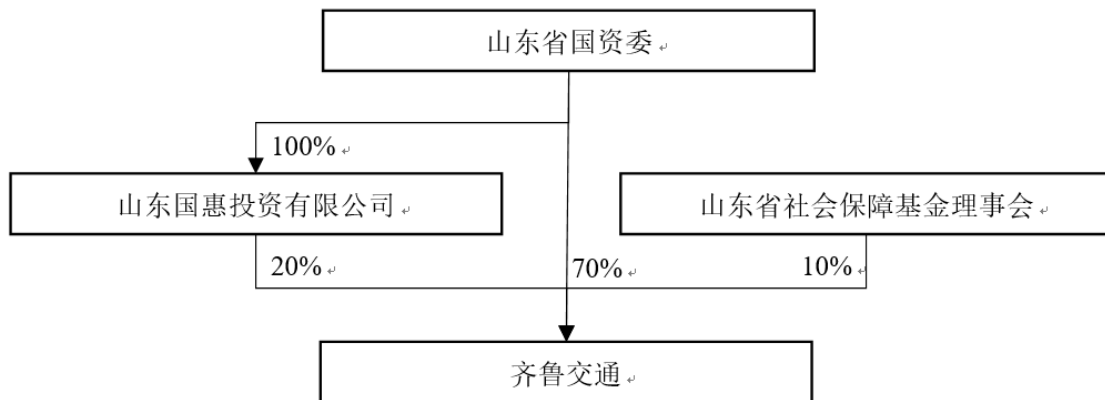 山东省国资委
100%
山东国惠投资有限公司
山东省社会保障基金理事会
20%
70%
10%
齐鲁交通